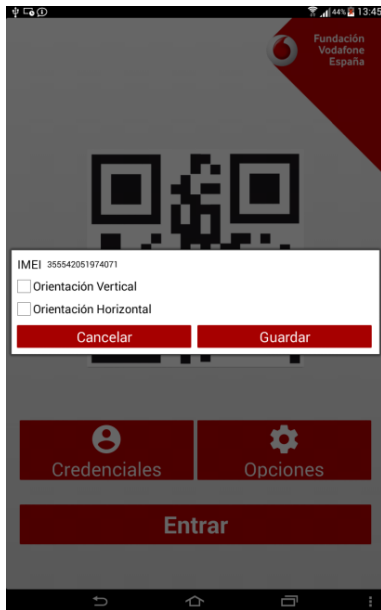 44% 13:45
Fundación
Vodafone
España
IMEI 355542051974071
Orientación Vertical
Orientación Horizontal
Cancelar Guardar
Credenciales Opciones
Entrar